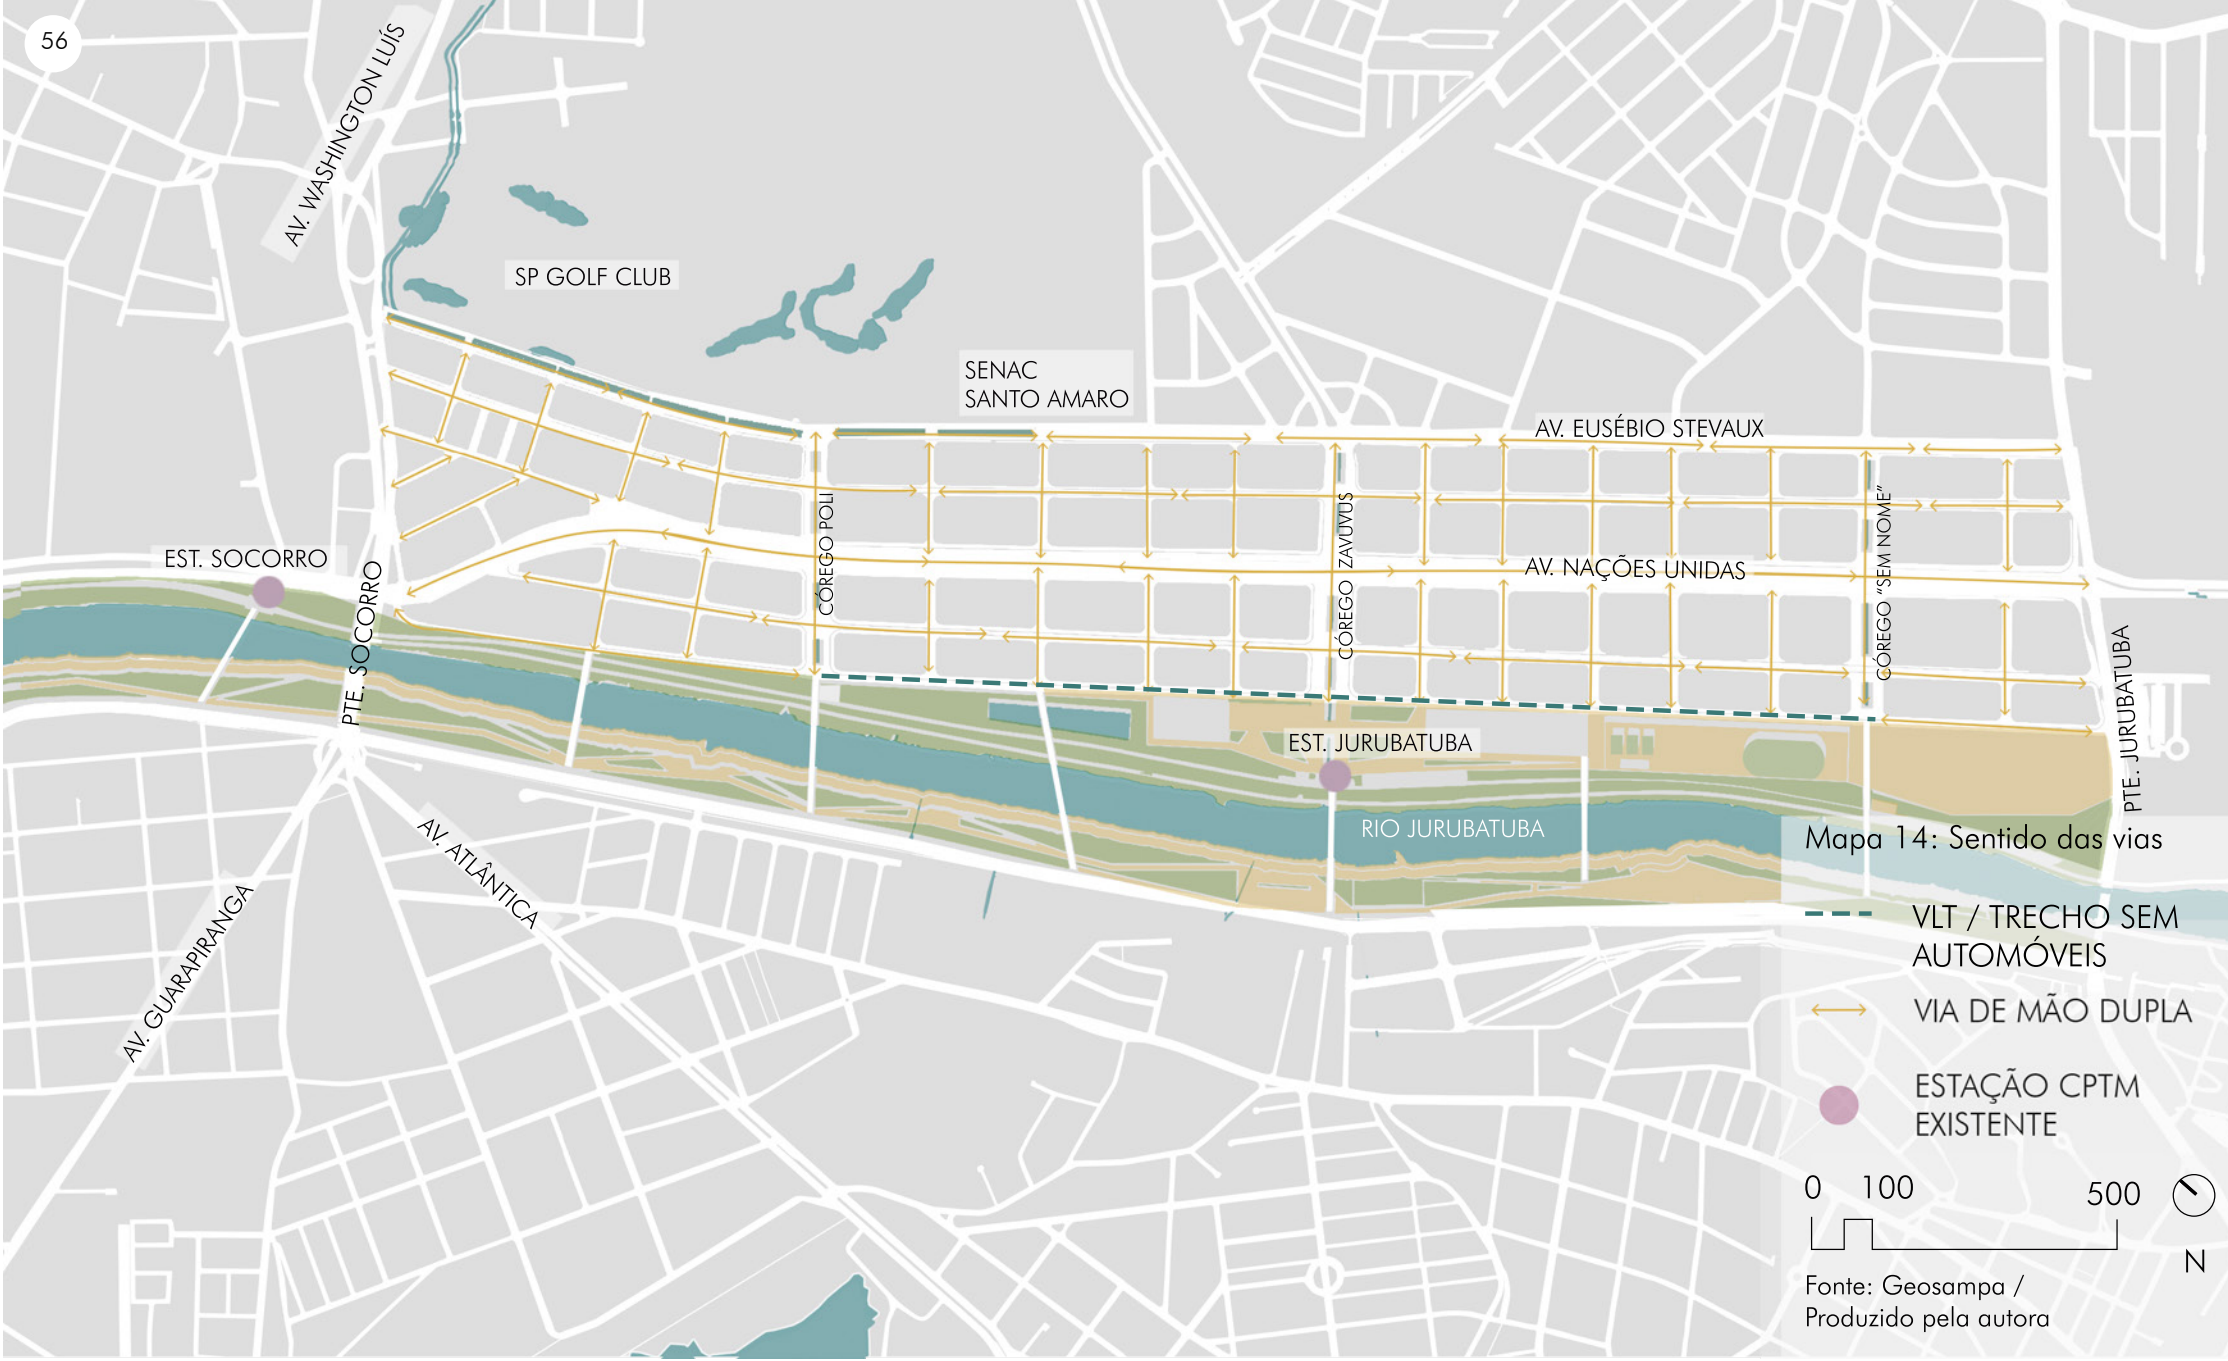 56
AV. WASHINGTON LUÍS
SP GOLF CLUB
SENAC
SANTO AMARO
AV. EUSÉBIO STEVAUX
CÓREGO POLI
CÓREGO ZAVUVUS
CÓREGO “SEM NOME”
EST. SOCORRO
AV. NAÇÕES UNIDAS
PTE. SOCORRO
PTE. JURUBATUBA
EST. JURUBATUBA
RIO JURUBATUBA
AV. ATLÂNTICA
AV. GUARAPIRANGA
Mapa 14: Sentido das vias
VLT / TRECHO SEM
AUTOMÓVEIS
VIA DE MÃO DUPLA
ESTAÇÃO CPTM
EXISTENTE
0 100 500
N
Fonte: Geosampa /
Produzido pela autora